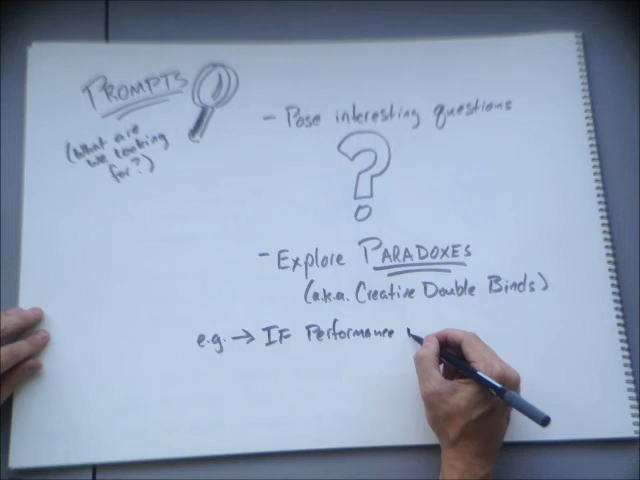 PROMPTS
(What are
we looking
for?)
- Pose interesting questions
?
- Explore PARADOXES
(a.k.a. Creative Double Binds)
e.g. → IF Performance